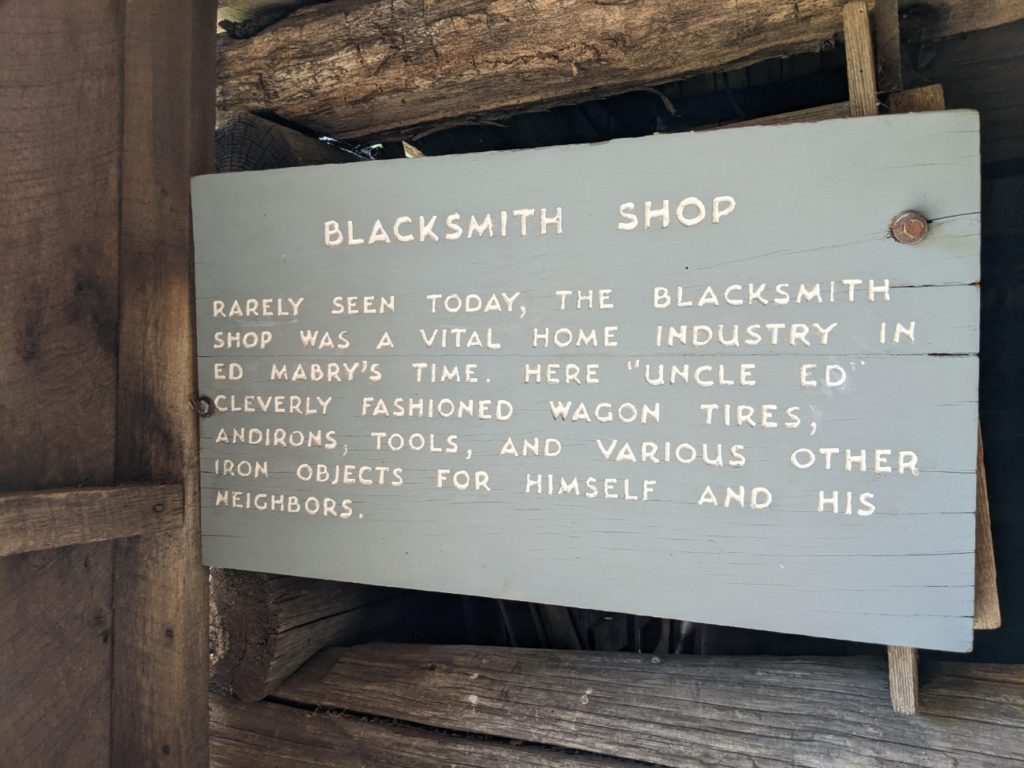 BLACKSMITH SHOP
RARELY SEEN TODAY, THE BLACKSMITH
SHOP WAS A VITAL HOME INDUSTRY IN
ED MABRY'S TIME. HERE "UNCLE ED"
CLEVERLY FASHIONED WAGON TIRES,
ANDIRONS, TOOLS, AND VARIOUS OTHER
IRON OBJECTS FOR HIMSELF AND HIS
NEIGHBORS.